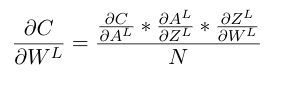 ∂C/∂W^L = (∂C/∂A^L * ∂A^L/∂Z^L * ∂Z^L/∂W^L)/N